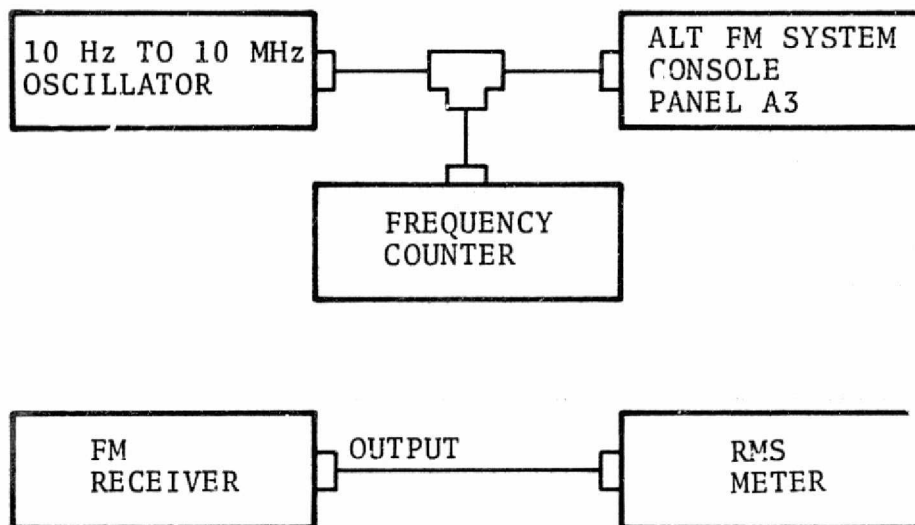 10 Hz TO 10 MHz
OSCILLATOR
ALT FM SYSTEM
CONSOLE
PANEL A3
FREQUENCY
COUNTER
FM
RECEIVER
OUTPUT
RMS
METER